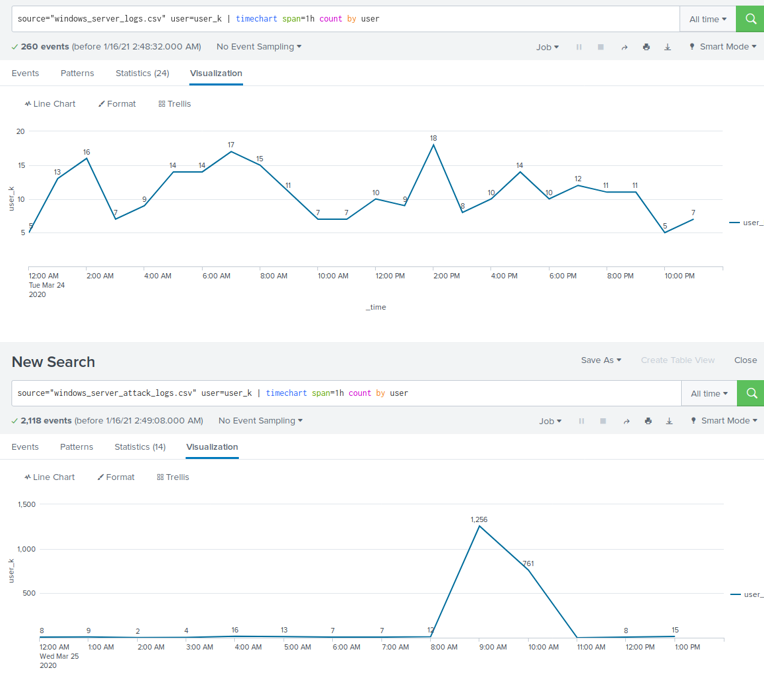 source="windows_server_logs.csv" user=user_k | timechart span=1h count by user
All time
260 events (before 1/16/21 2:48:32.000 AM)
No Event Sampling
Job
Smart Mode
Events
Patterns
Statistics (24)
Visualization
Line Chart
Format
Trellis
20
15
10
5
user_k
5
13
16
7
9
14
14
17
15
11
7
7
10
9
18
8
10
14
10
12
11
11
5
7
user_
12:00 AM
Tue Mar 24
2020
2:00 AM
4:00 AM
6:00 AM
8:00 AM
10:00 AM
12:00 PM
2:00 PM
4:00 PM
6:00 PM
8:00 PM
10:00 PM
_time
New Search
Save As
Create Table View
Close
source="windows_server_attack_logs.csv" user=user_k | timechart span=1h count by user
All time
2,118 events (before 1/16/21 2:49:08.000 AM)
No Event Sampling
Job
Smart Mode
Events
Patterns
Statistics (14)
Visualization
Line Chart
Format
Trellis
1,500
1,000
500
user_k
8
9
2
4
16
13
7
7
12
1,256
761
8
15
user_
12:00 AM
Wed Mar 25
2020
1:00 AM
2:00 AM
3:00 AM
4:00 AM
5:00 AM
6:00 AM
7:00 AM
8:00 AM
9:00 AM
10:00 AM
11:00 AM
12:00 PM
1:00 PM